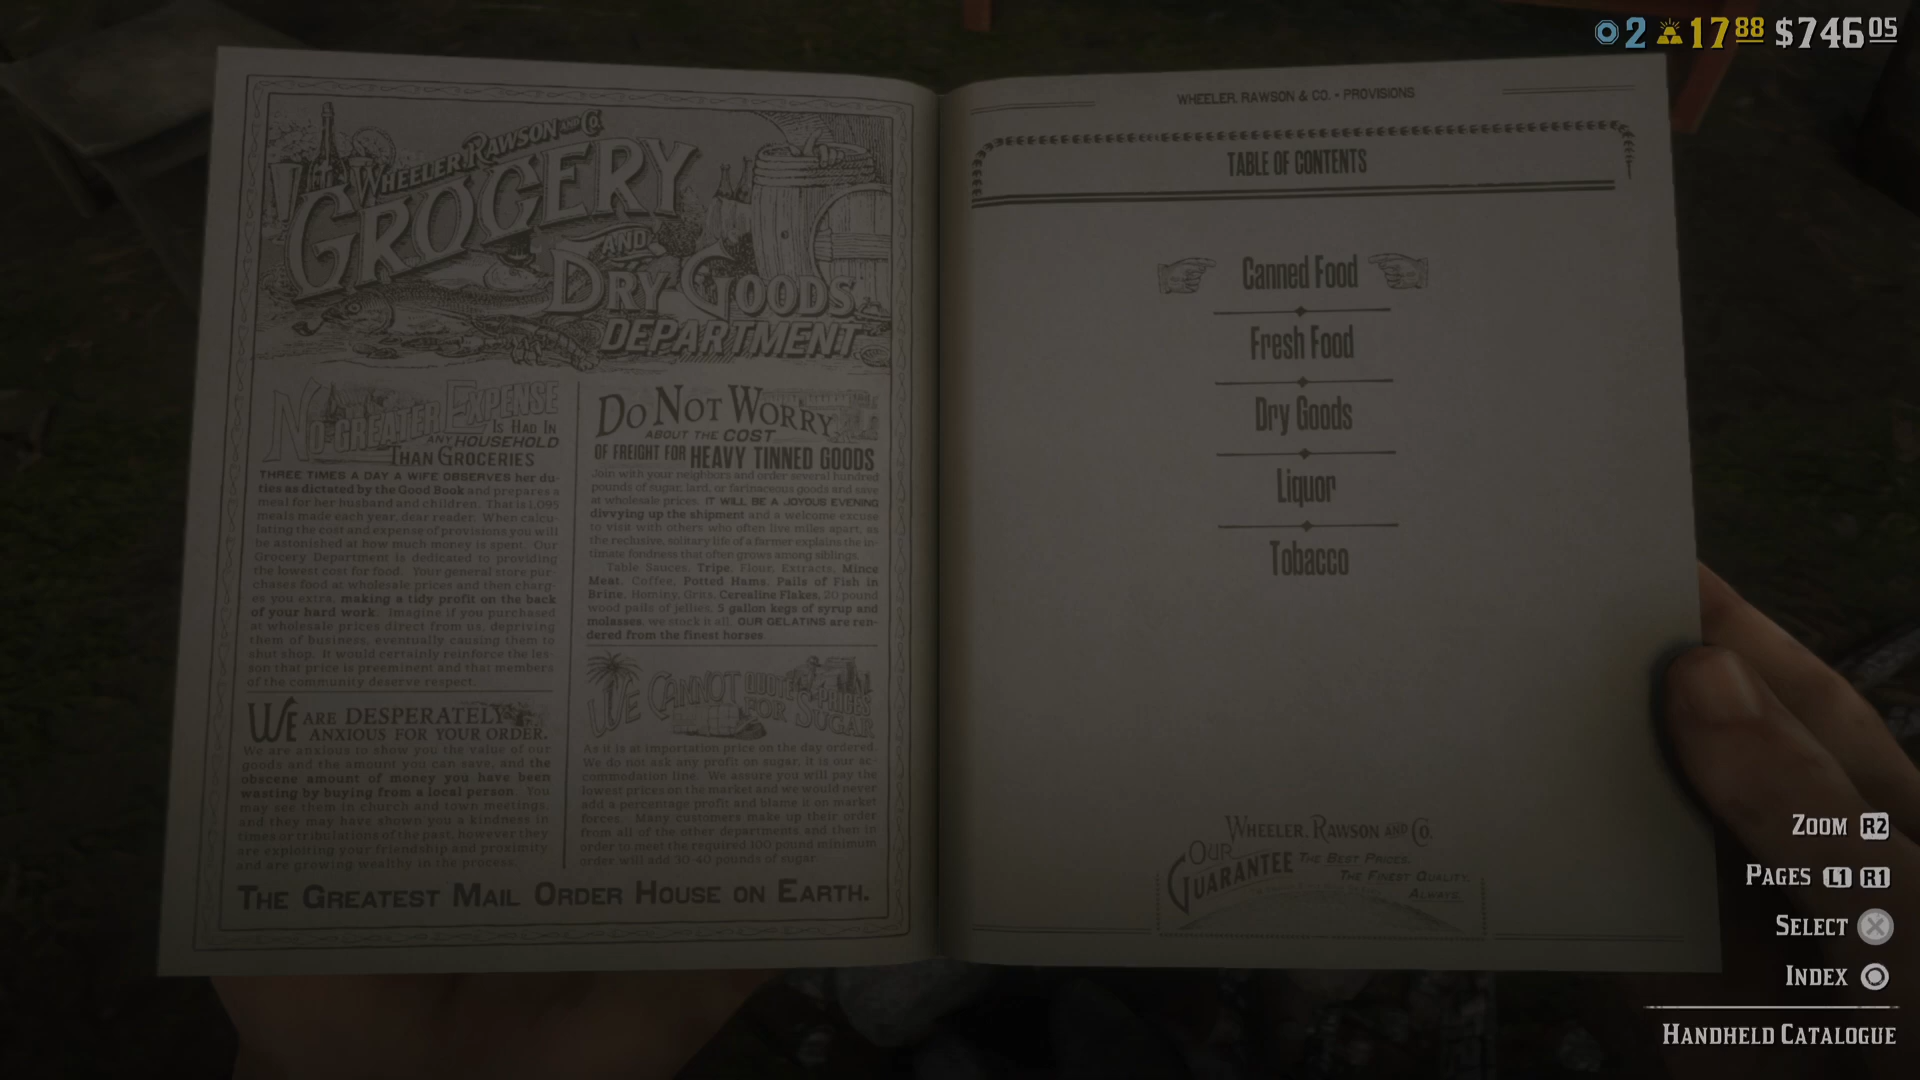 2 17 88 $746 05
WHEELER, RAWSON AND CO.
GROCERY
AND
DRY GOODS
DEPARTMENT
NO GREATER EXPENSE
IS HAD IN
ANY HOUSEHOLD
THAN GROCERIES
THREE TIMES A DAY A WIFE OBSERVES her du-
ties as dictated by the Good Book and prepares a
meal for her husband and children. That is 1,095
meals made each year, dear reader. When calcu-
lating the cost and expense of provisions you will
be astonished at how much money is spent. Our
Grocery Department is dedicated to providing
the lowest cost for food. Your general store pur-
chases food at wholesale prices and then charg-
es you extra, making a tidy profit on the back
of your hard work. Imagine if you purchased
at wholesale prices direct from us, depriving
them of business, eventually causing them to
shut shop. It would certainly reinforce the les-
son that price is preeminent and that members
of the community deserve respect.
WE ARE DESPERATELY
ANXIOUS FOR YOUR ORDER.
We are anxious to show you the value of our
goods and the amount you can save, and the
obscene amount of money you have been
wasting by buying from a local person. You
may see them in church and town meetings,
and they may have shown you a kindness in
times or tribulations of the past, however they
are exploiting your friendship and proximity
and are growing wealthy in the process.
DO NOT WORRY
ABOUT THE COST
OF FREIGHT FOR HEAVY TINNED GOODS
Join with your neighbors and order several hundred
pounds of sugar, lard, or farinaceous goods and save
at wholesale prices. IT WILL BE A JOYOUS EVENING
divvying up the shipment and a welcome excuse
to visit with others who often live miles apart, as
the reclusive, solitary life of a farmer explains the in-
timate fondness that often grows among siblings.
Table Sauces, Tripe, Flour, Extracts, Mince
Meat, Coffee, Potted Hams, Pails of Fish in
Brine, Hominy, Grits, Cerealine Flakes, 20 pound
wood pails of jellies, 5 gallon kegs of syrup and
molasses, we stock it all. OUR GELATINS are ren-
dered from the finest horses
WE CANNOT QUOTE
FOR SUGAR PRICES
As it is at importation price on the day ordered.
We do not ask any profit on sugar, it is our ac-
commodation line. We assure you will pay the
lowest prices on the market and we would never
add a percentage profit and blame it on market
forces. Many customers make up their order
from all of the other departments and then in
order to meet the required 100 pound minimum
order will add 30-40 pounds of sugar.
THE GREATEST MAIL ORDER HOUSE ON EARTH.
WHEELER, RAWSON & CO. • PROVISIONS
TABLE OF CONTENTS
Canned Food
Fresh Food
Dry Goods
Liquor
Tobacco
WHEELER, RAWSON AND CO.
OUR
GUARANTEE
THE BEST PRICES.
THE FINEST QUALITY.
ALWAYS.
ZOOM R2
PAGES L1 R1
SELECT
INDEX
HANDHELD CATALOGUE